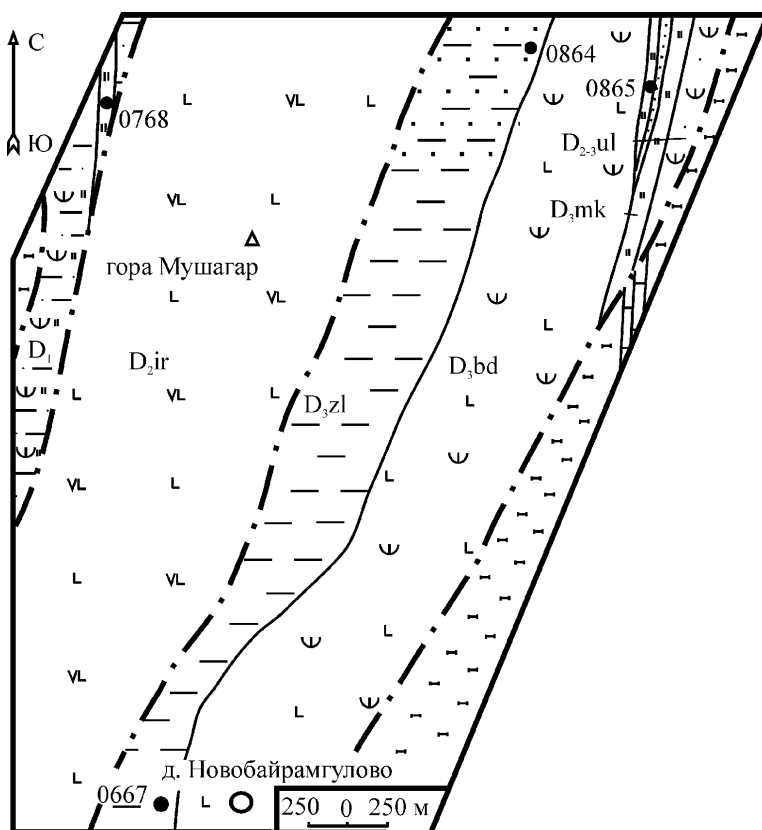 С
Ю
0768
0864
0865
D₂₋₃ul
D₃mk
гора Мушагар
D₁
D₂ir
D₃zl
D₃bd
д. Новобайрамгулово
0667
250 0 250 м